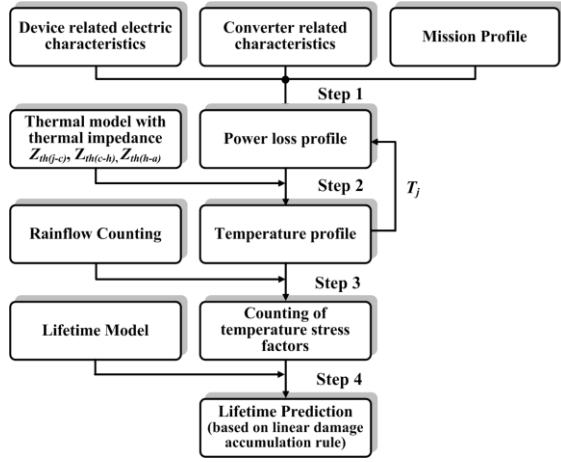 Device related electric
characteristics
Converter related
characteristics
Mission Profile
Step 1
Thermal model with
thermal impedance
Zth(j-c), Zth(c-h), Zth(h-a)
Power loss profile
Step 2
Tj
Rainflow Counting
Temperature profile
Step 3
Lifetime Model
Counting of
temperature stress
factors
Step 4
Lifetime Prediction
(based on linear damage
accumulation rule)